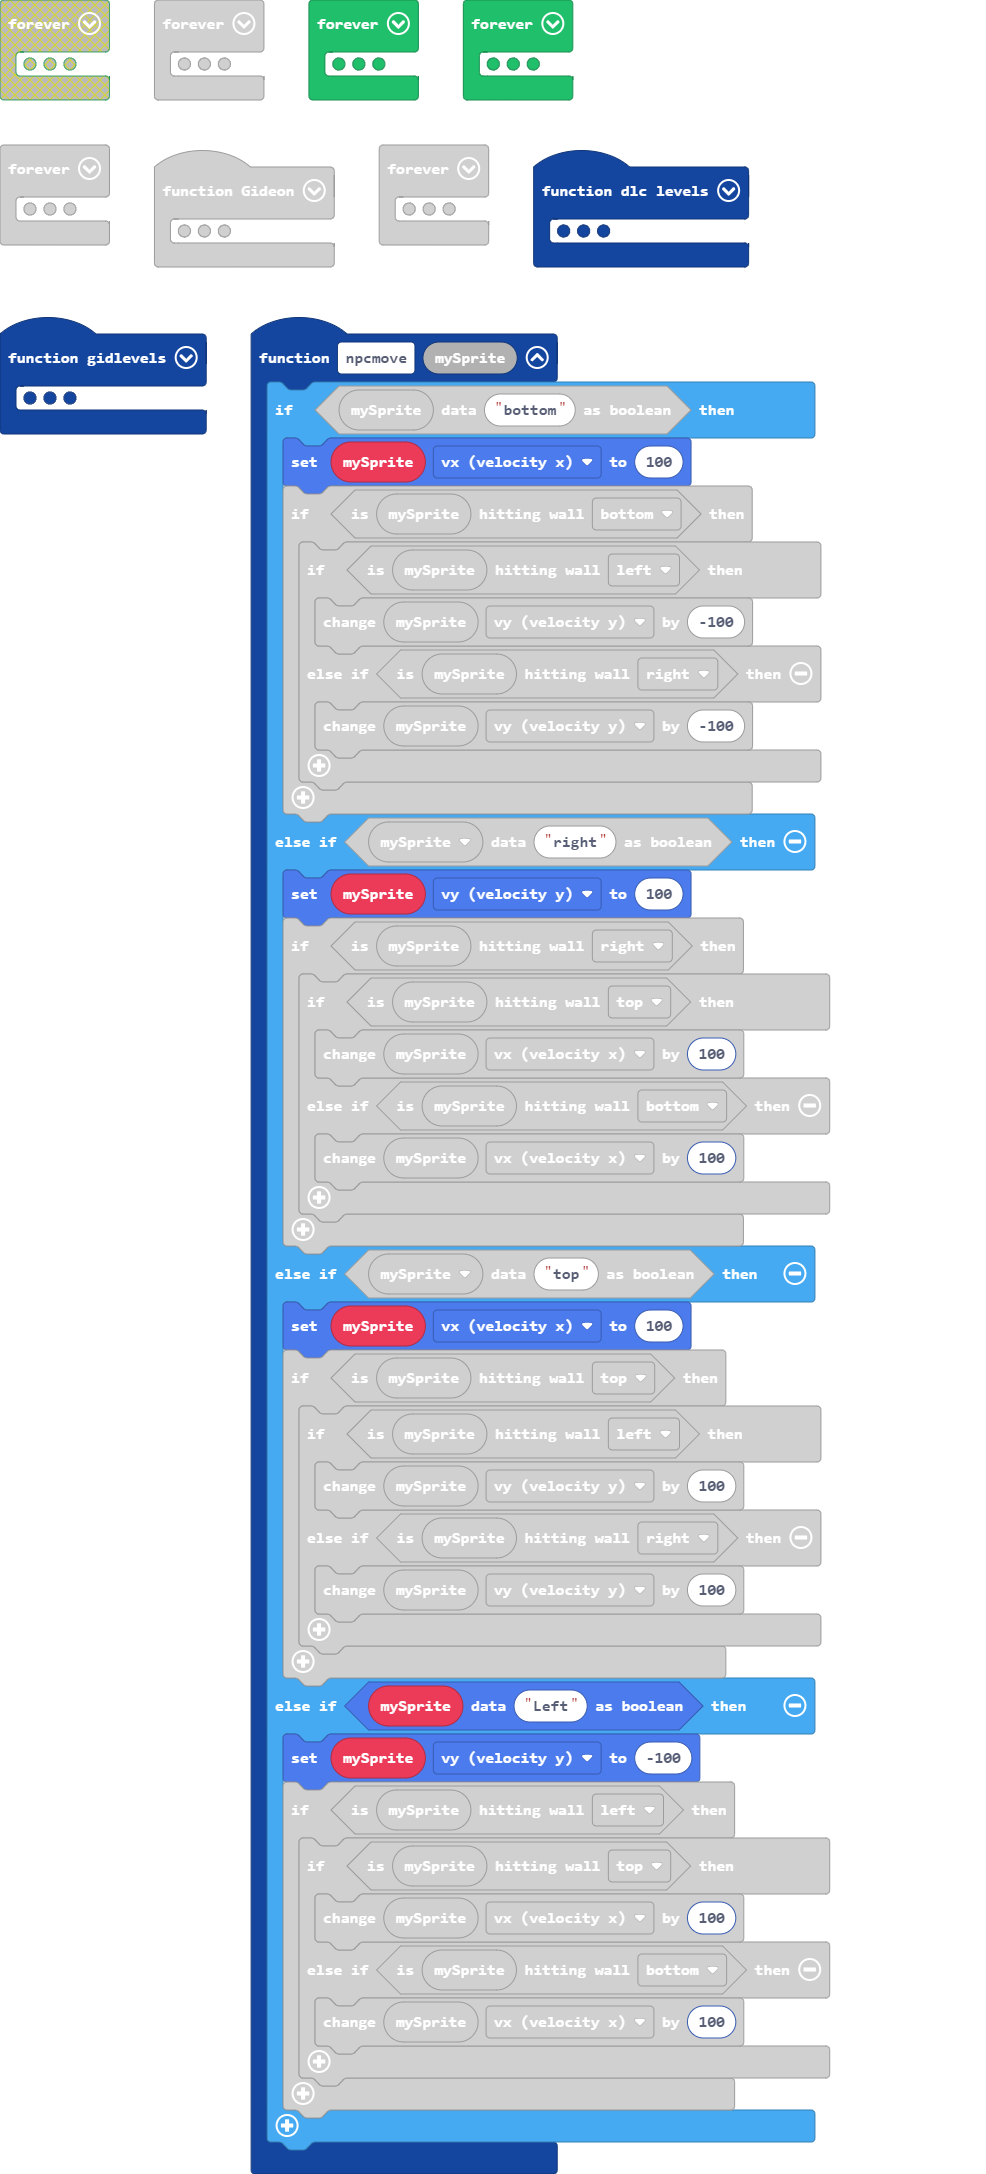 forever forever forever forever
forever function Gideon forever function dlc levels
function gidlevels function npcmove mySprite
if mySprite data "bottom" as boolean then
set mySprite vx (velocity x) to 100
if is mySprite hitting wall bottom then
if is mySprite hitting wall left then
change mySprite vy (velocity y) by -100
else if is mySprite hitting wall right then
change mySprite vy (velocity y) by -100
else if mySprite data "right" as boolean then
set mySprite vy (velocity y) to 100
if is mySprite hitting wall right then
if is mySprite hitting wall top then
change mySprite vx (velocity x) by 100
else if is mySprite hitting wall bottom then
change mySprite vx (velocity x) by 100
else if mySprite data "top" as boolean then
set mySprite vx (velocity x) to 100
if is mySprite hitting wall top then
if is mySprite hitting wall left then
change mySprite vy (velocity y) by 100
else if is mySprite hitting wall right then
change mySprite vy (velocity y) by 100
else if mySprite data "Left" as boolean then
set mySprite vy (velocity y) to -100
if is mySprite hitting wall left then
if is mySprite hitting wall top then
change mySprite vx (velocity x) by 100
else if is mySprite hitting wall bottom then
change mySprite vx (velocity x) by 100